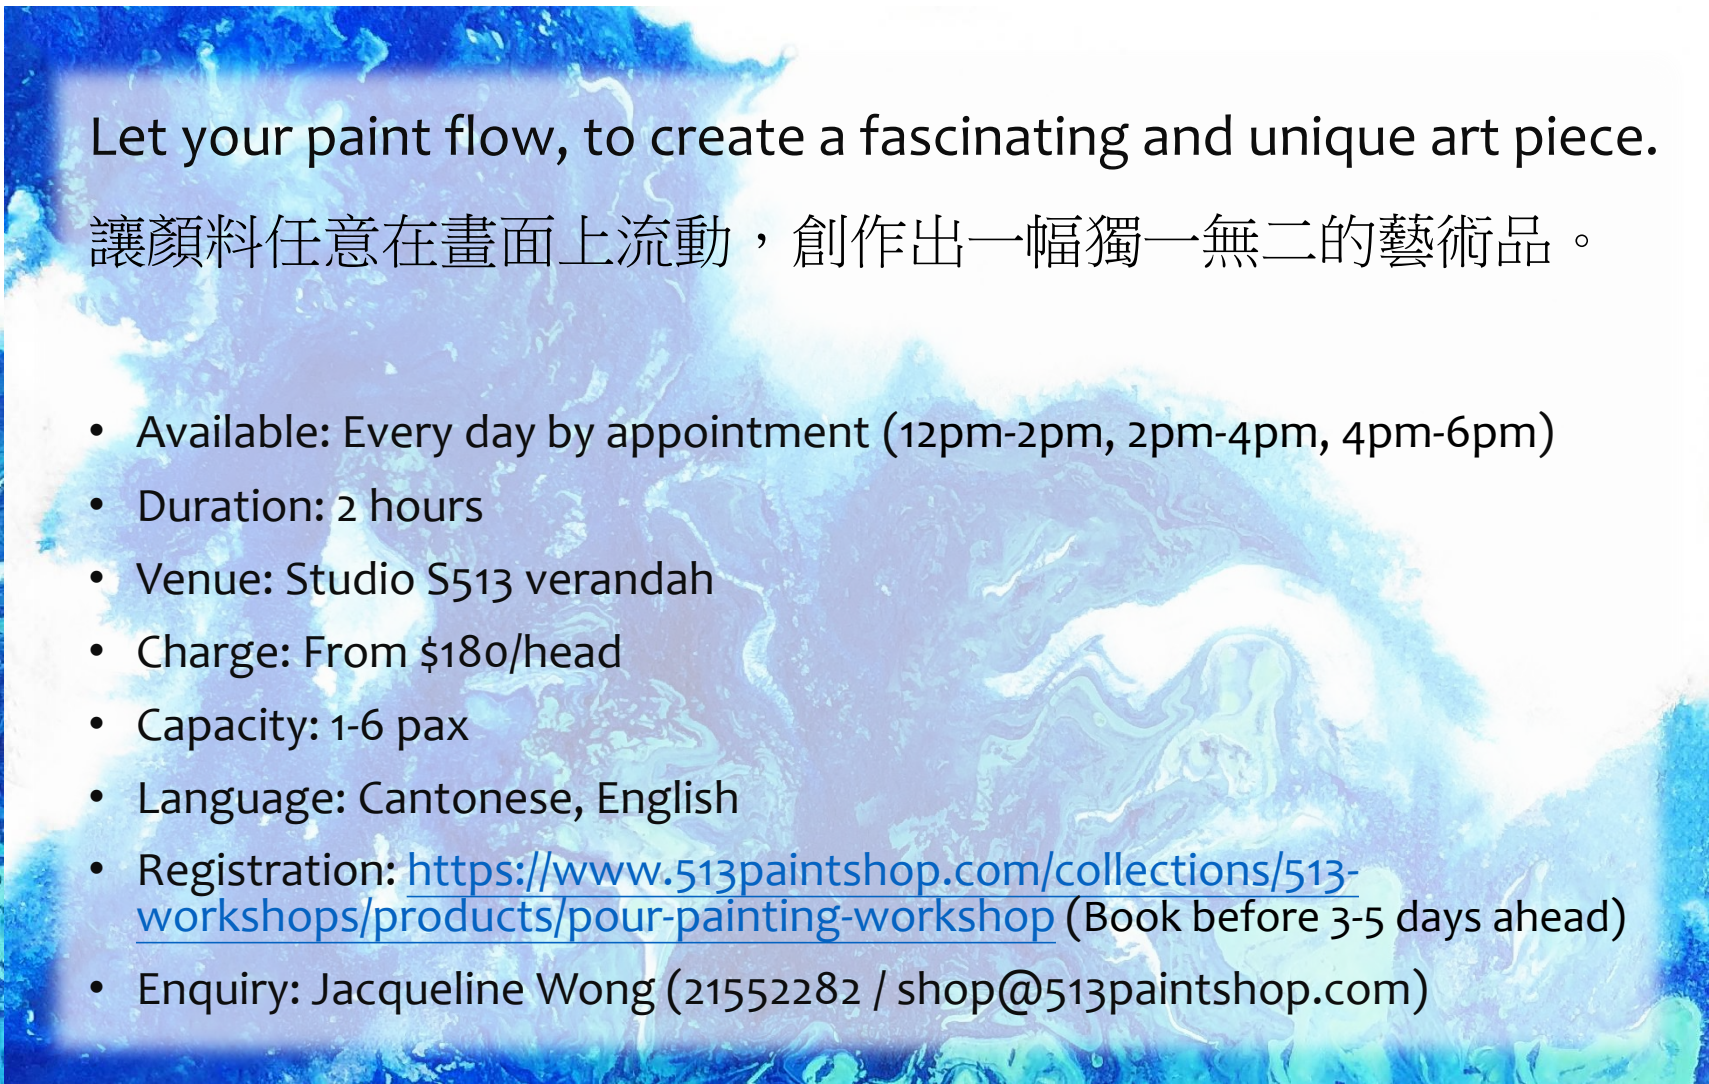 Let your paint flow, to create a fascinating and unique art piece.
讓顏料任意在畫面上流動，創作出一幅獨一無二的藝術品。
• Available: Every day by appointment (12pm-2pm, 2pm-4pm, 4pm-6pm)
• Duration: 2 hours
• Venue: Studio S513 verandah
• Charge: From $180/head
• Capacity: 1-6 pax
• Language: Cantonese, English
• Registration: https://www.513paintshop.com/collections/513-
workshops/products/pour-painting-workshop (Book before 3-5 days ahead)
• Enquiry: Jacqueline Wong (21552282 / shop@513paintshop.com)